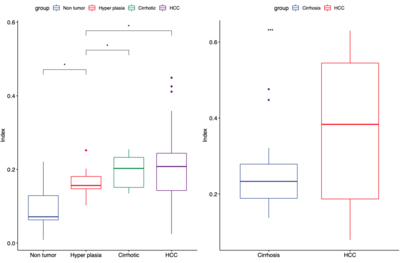 group Non tumor Hyper plasia Cirrhotic HCC
0.6
0.4
0.2
0.0
Index
*
*
*
Non tumor Hyper plasia Cirrhotic HCC
group Cirrhosis HCC
***
0.6
0.4
0.2
Index
Cirrhosis HCC